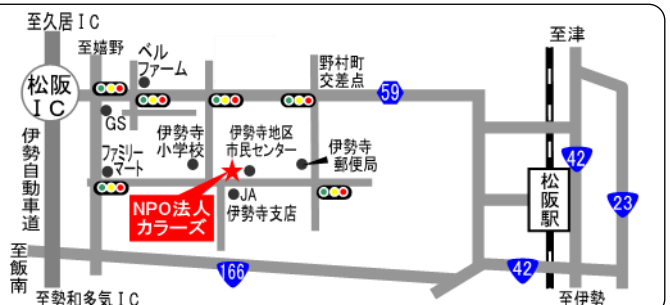 至久居IC
至嬉野
ベル
ファーム
野村町
交差点
至津
松阪
IC
59
GS
伊勢寺
小学校
伊勢寺地区
市民センター
伊勢寺
郵便局
42
伊勢自動車道
ファミリー
マート
松阪駅
23
NPO法人
カラーズ
JA
伊勢寺支店
至飯南
166
42
至勢和多気IC
至伊勢